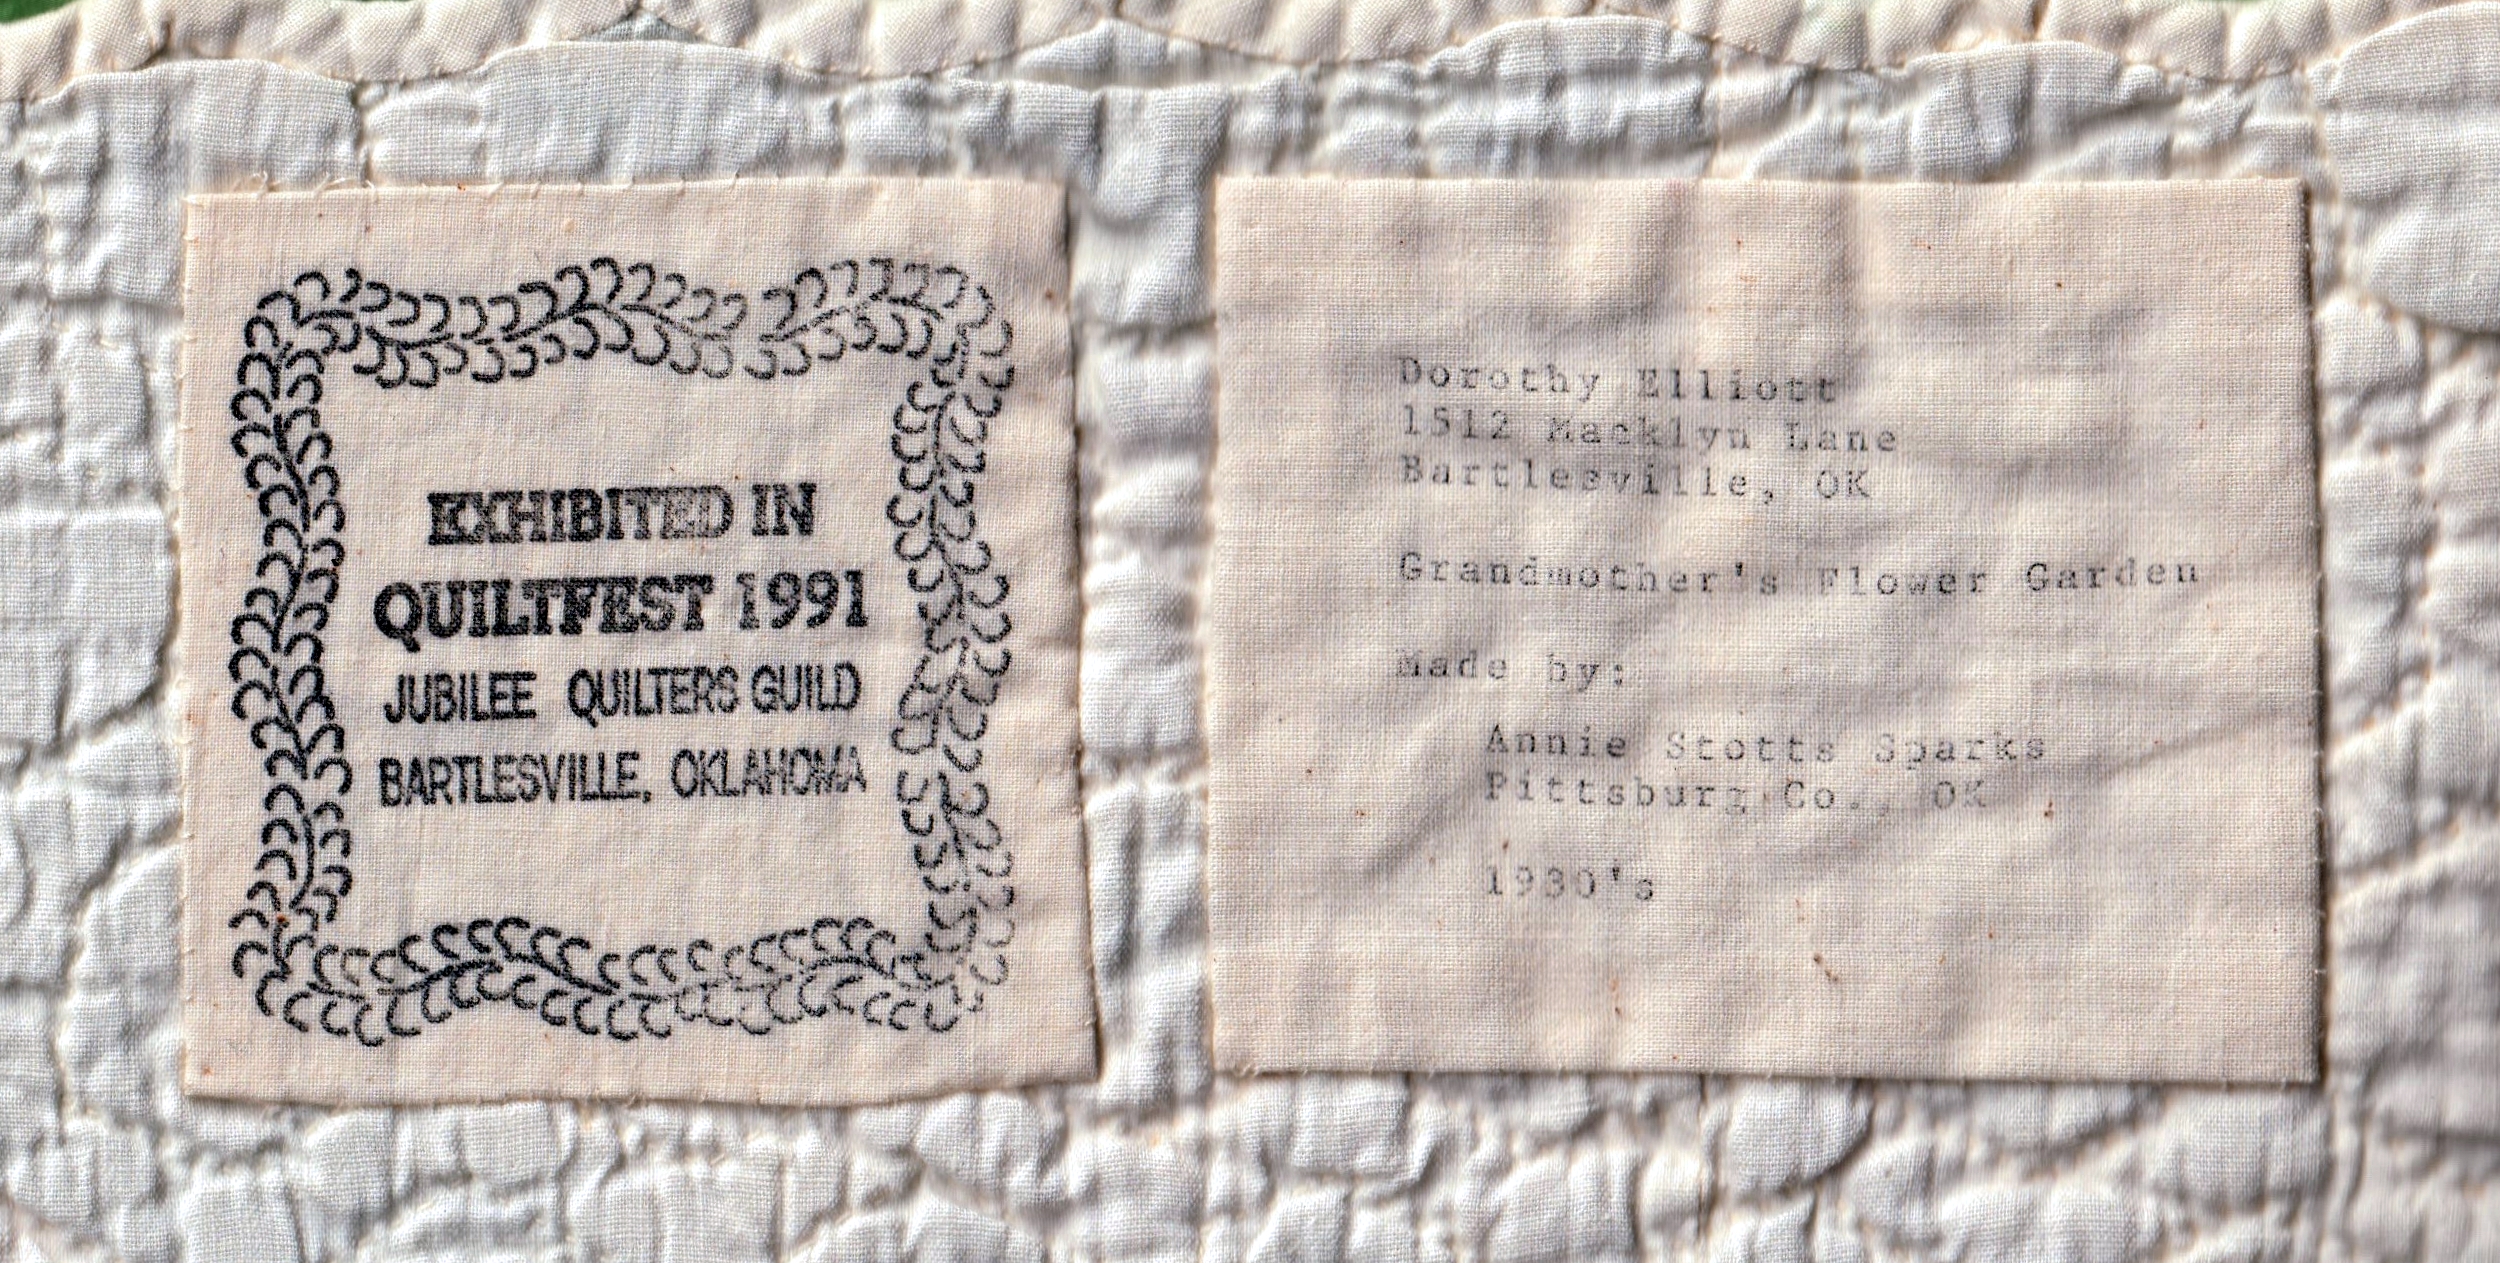 EXHIBITED IN
QUILTFEST 1991
JUBILEE QUILTERS GUILD
BARTLESVILLE, OKLAHOMA
Dorothy Elliott
1512 Macklyn Lane
Bartlesville, OK
Grandmother's Flower Garden
Made by:
Annie Stotts Sparks
Pittsburg Co., OK
1930's